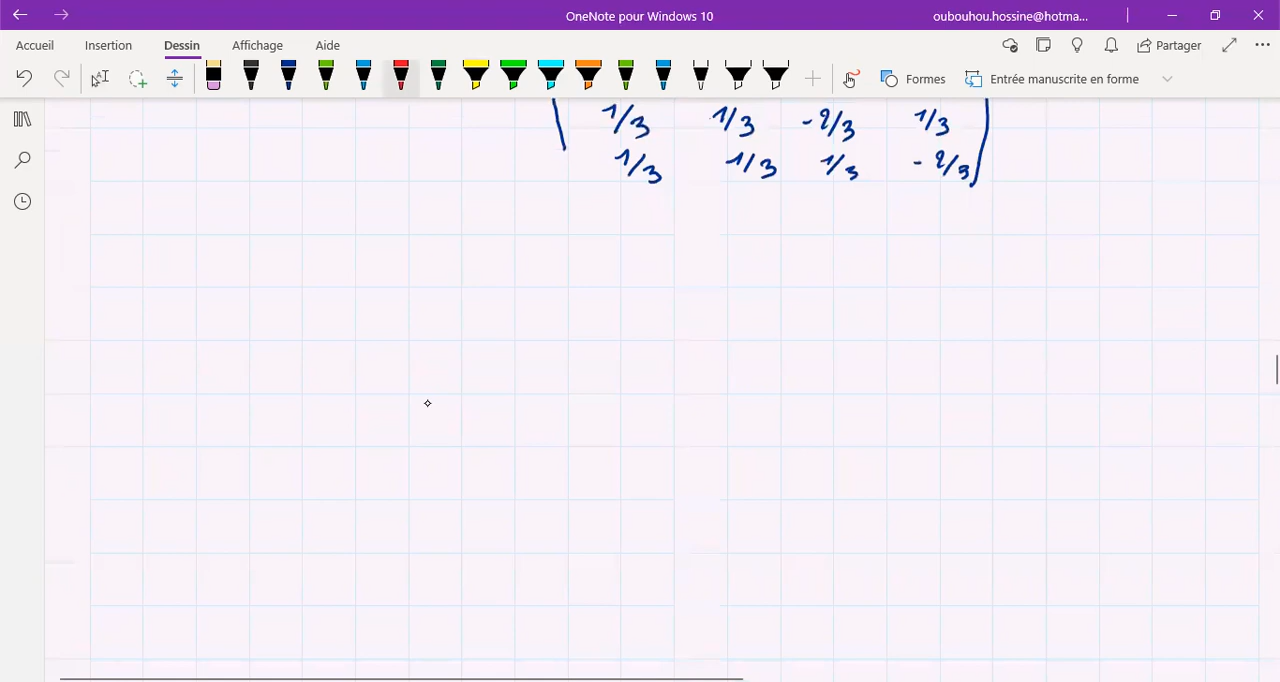 OneNote pour Windows 10
oubouhou.hossine@hotma...
Accueil Insertion Dessin Affichage Aide
Partager
Formes Entrée manuscrite en forme
1/3 1/3 -2/3 1/3
1/3 1/3 1/3 -2/3